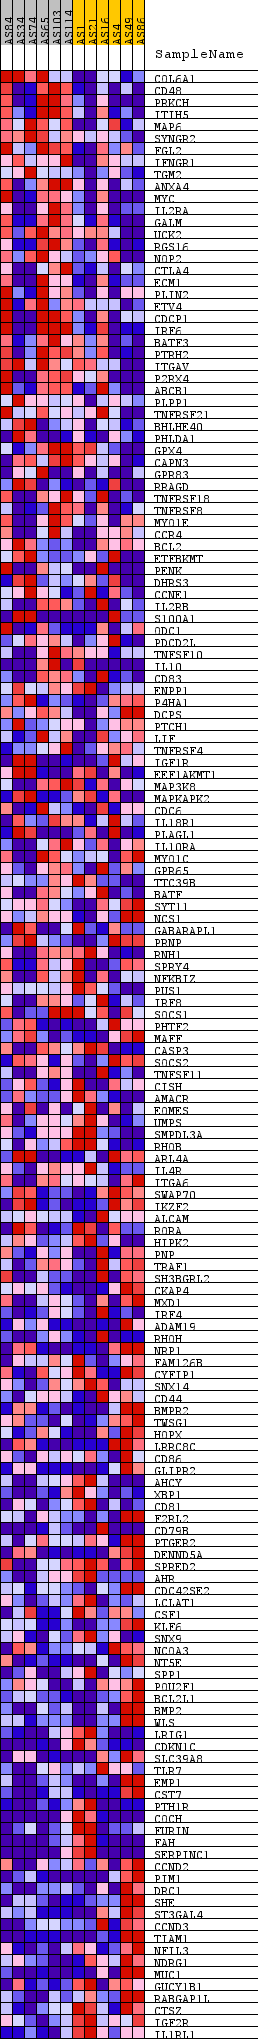 AS84
AS34
AS74
AS65
AS103
AS114
AS1
AS21
AS16
AS4
AS49
AS86
SampleName
COL6A1
CD48
PRKCH
ITIH5
MAP6
SYNGR2
FGL2
IFNGR1
TGM2
ANXA4
MYC
IL2RA
GALM
UCK2
RGS16
NOP2
CTLA4
ECM1
PLIN2
ETV4
CDCP1
IRF6
BATF3
PTRH2
ITGAV
P2RX4
ABCB1
PLPP1
TNFRSF21
BHLHE40
PHLDA1
GPX4
CAPN3
GPR83
RRAGD
TNFRSF18
TNFRSF8
MYO1E
CCR4
BCL2
ETFBKMT
PENK
DHRS3
CCNE1
IL2RB
S100A1
ODC1
PDCD2L
TNFSF10
IL10
CD83
ENPP1
P4HA1
DCPS
PTCH1
LIF
TNFRSF4
IGF1R
EEF1AKMT1
MAP3K8
MAPKAPK2
CDC6
IL18R1
PLAGL1
IL10RA
MYO1C
GPR65
TTC39B
BATF
SYT11
NCS1
GABARAPL1
PRNP
RNH1
SPRY4
NFKBIZ
PUS1
IRF8
SOCS1
PHTF2
MAFF
CASP3
SOCS2
TNFSF11
CISH
AMACR
EOMES
UMPS
SMPDL3A
RHOB
ARL4A
IL4R
ITGA6
SWAP70
IKZF2
ALCAM
RORA
HIPK2
PNP
TRAF1
SH3BGRL2
CKAP4
MXD1
IRF4
ADAM19
RHOH
NRP1
FAM126B
CYFIP1
SNX14
CD44
BMPR2
TWSG1
HOPX
LRRC8C
CD86
GLIPR2
AHCY
XBP1
CD81
F2RL2
CD79B
PTGER2
DENND5A
SPRED2
AHR
CDC42SE2
LCLAT1
CSF1
KLF6
SNX9
NCOA3
NT5E
SPP1
POU2F1
BCL2L1
BMP2
WLS
LRIG1
CDKN1C
SLC39A8
TLR7
EMP1
CST7
PTH1R
COCH
FURIN
FAH
SERPINC1
CCND2
PIM1
DRC1
SHE
ST3GAL4
CCND3
TIAM1
NFIL3
NDRG1
MUC1
GUCY1B1
RABGAP1L
CTSZ
IGF2R
IL1RL1